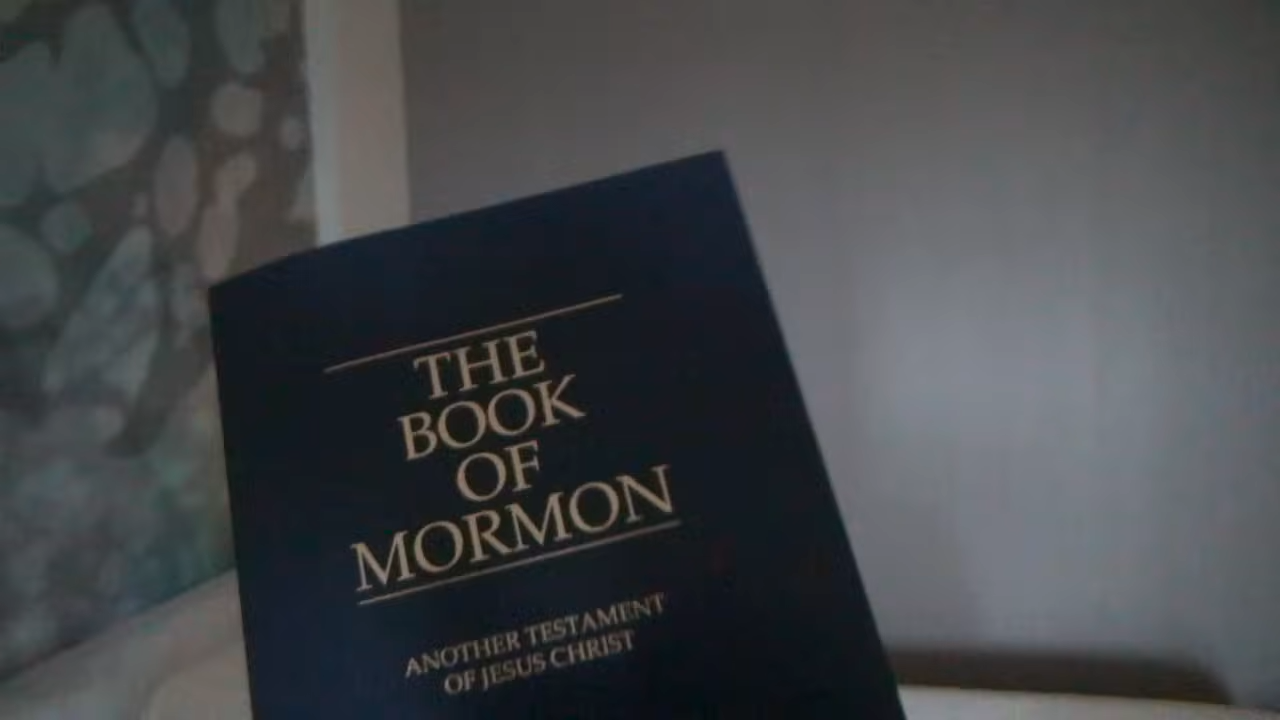 THE
BOOK
OF
MORMON
ANOTHER TESTAMENT
OF JESUS CHRIST